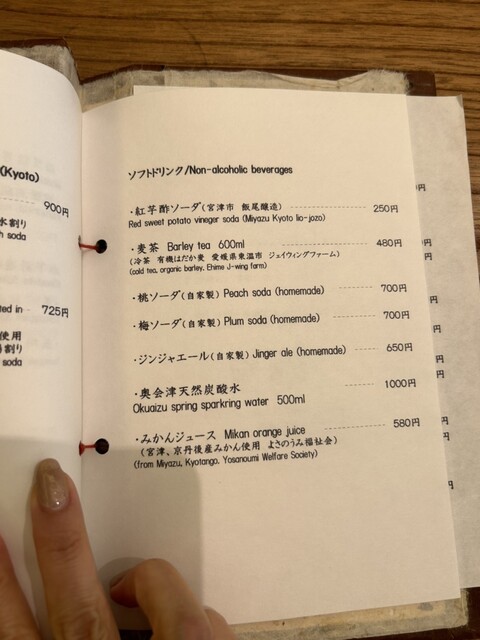 (Kyoto)
900円
水割り
soda
ted in
725円
使用
割り
soda
ソフトドリンク/Non-alcoholic beverages
・紅芋酢ソーダ(宮津市 飯尾醸造) 250円
Red sweet potato vineger soda (Miyazu Kyoto Iio-jozo)
・麦茶 Barley tea 600ml 480円
(冷茶 有機はだか麦 愛媛県東温市 ジェイウィングファーム)
(cold tea, organic barley, Ehime J-wing farm)
・桃ソーダ(自家製) Peach soda (homemade) 700円
・梅ソーダ(自家製) Plum soda (homemade) 700円
・ジンジャエール(自家製) Jinger ale (homemade) 650円
・奥会津天然炭酸水 1000円
Okuaizu spring sparkring water 500ml
・みかんジュース Mikan orange juice 580円
(宮津、京丹後産みかん使用 よさのうみ福祉会)
(from Miyazu, Kyotango, Yosanoumi Welfare Society)
円
円
円
円
円
円
円
円